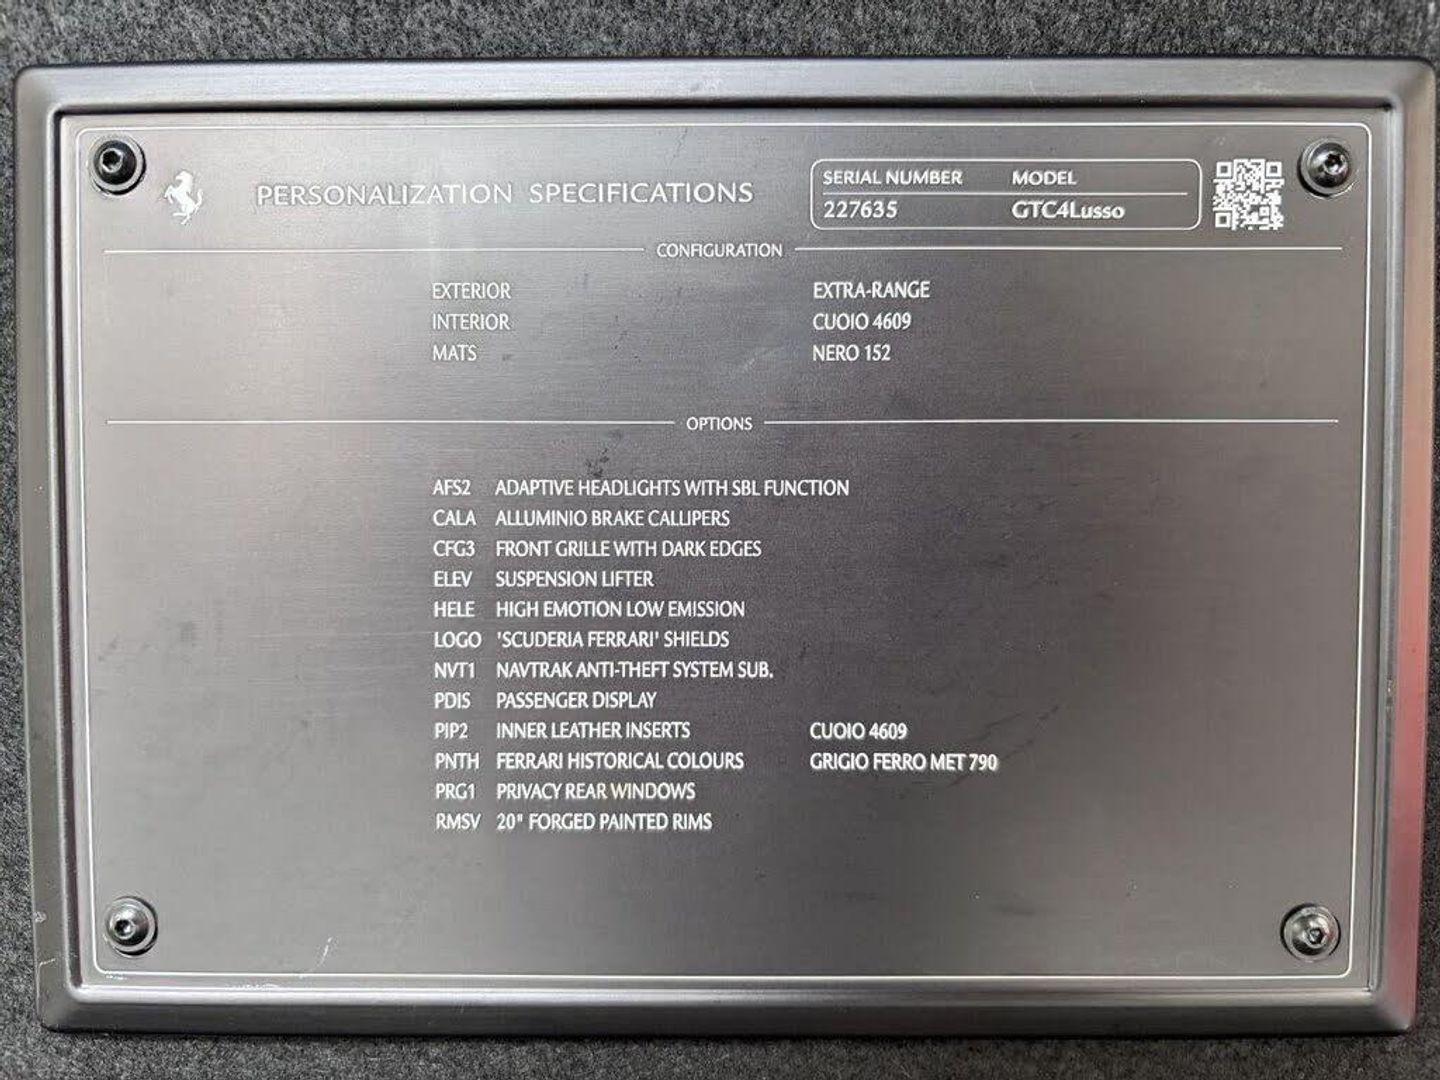 PERSONALIZATION SPECIFICATIONS
SERIAL NUMBER MODEL
227635 GTC4Lusso
CONFIGURATION
EXTERIOR EXTRA-RANGE
INTERIOR CUOIO 4609
MATS NERO 152
OPTIONS
AFS2 ADAPTIVE HEADLIGHTS WITH SBL FUNCTION
CALA ALLUMINIO BRAKE CALLIPERS
CFG3 FRONT GRILLE WITH DARK EDGES
ELEV SUSPENSION LIFTER
HELE HIGH EMOTION LOW EMISSION
LOGO 'SCUDERIA FERRARI' SHIELDS
NVT1 NAVTRAK ANTI-THEFT SYSTEM SUB.
PDIS PASSENGER DISPLAY
PIP2 INNER LEATHER INSERTS CUOIO 4609
PNTH FERRARI HISTORICAL COLOURS GRIGIO FERRO MET 790
PRG1 PRIVACY REAR WINDOWS
RMSV 20" FORGED PAINTED RIMS